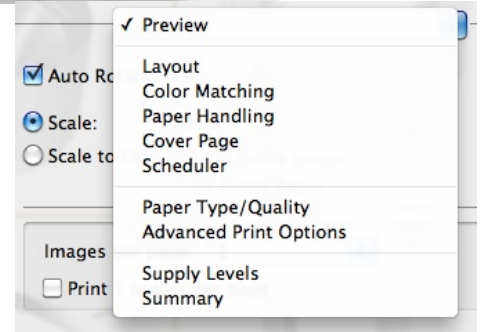 ✓ Preview
Auto Ro
Layout
Color Matching
Scale:
Paper Handling
Cover Page
Scale to
Scheduler
Paper Type/Quality
Advanced Print Options
Images
Supply Levels
Print
Summary